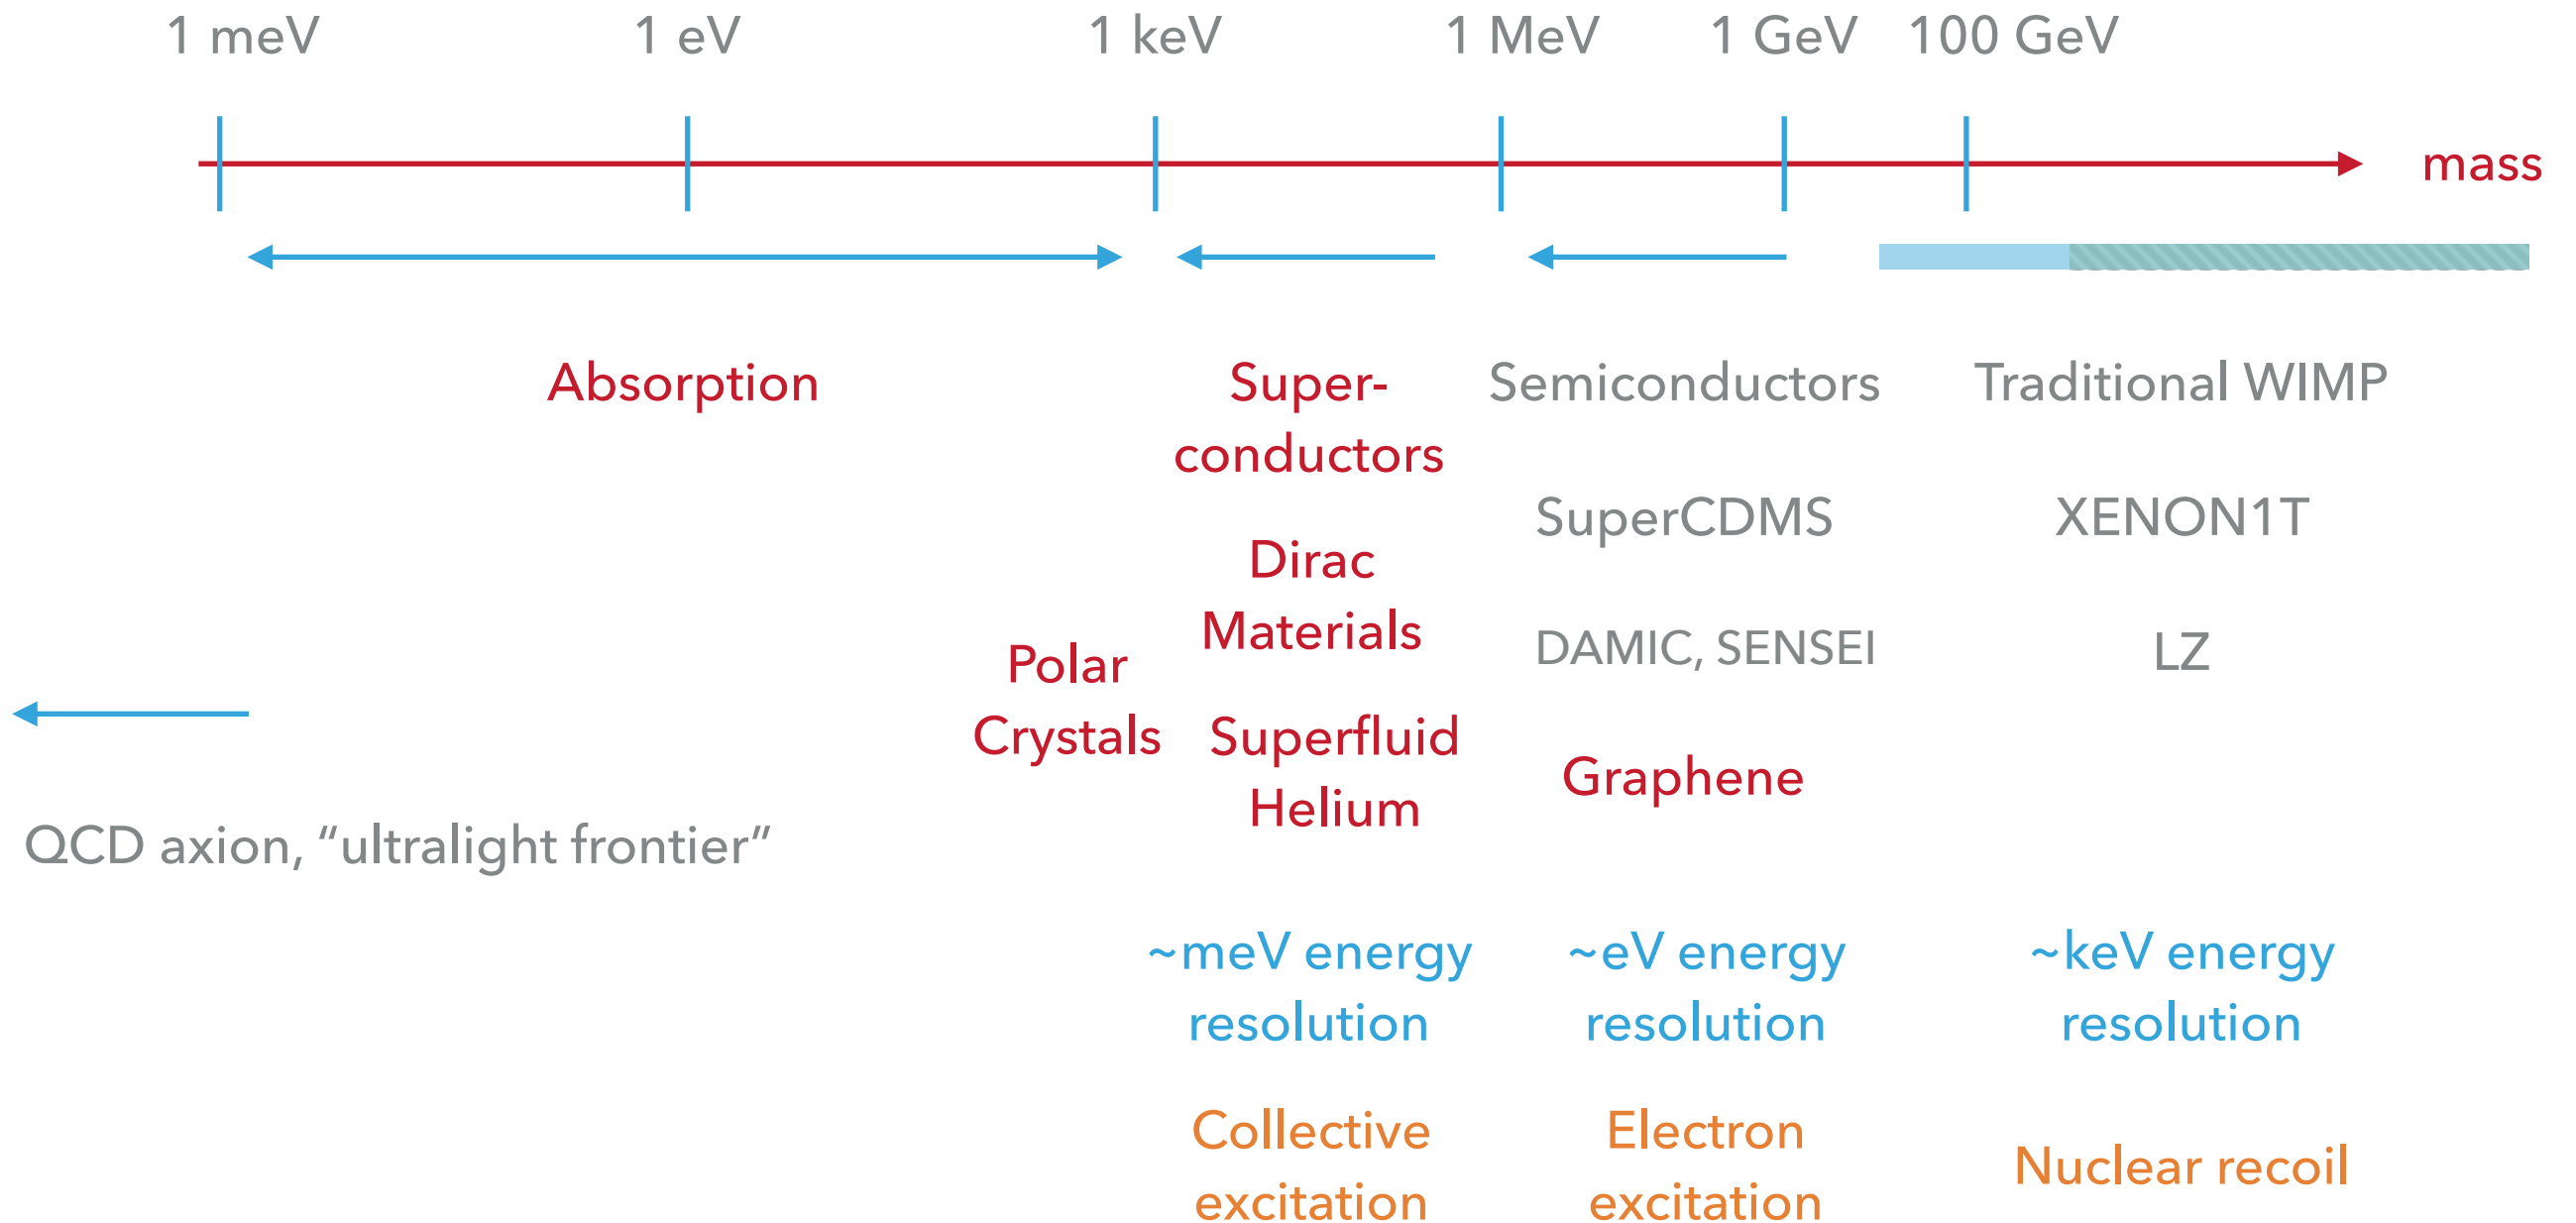 1 meV
1 eV
1 keV
1 MeV
1 GeV
100 GeV
mass
Absorption
Super-
conductors
Semiconductors
Traditional WIMP
SuperCDMS
XENON1T
Dirac
Materials
DAMIC, SENSEI
LZ
Polar
Crystals
Superfluid
Helium
Graphene
QCD axion, “ultralight frontier”
~meV energy
resolution
~eV energy
resolution
~keV energy
resolution
Collective
excitation
Electron
excitation
Nuclear recoil